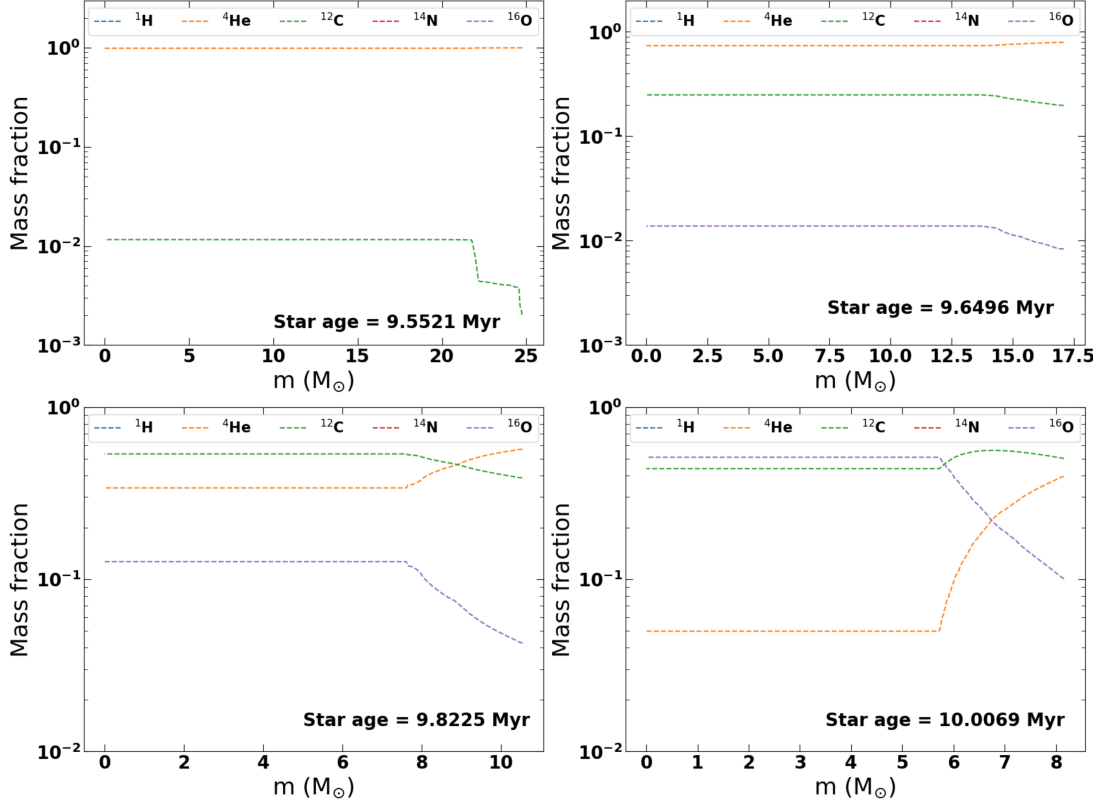 ¹H ⁴He ¹²C ¹⁴N ¹⁶O
10⁰
10⁻¹
10⁻²
10⁻³
Mass fraction
Star age = 9.5521 Myr
0 5 10 15 20 25
m (M☉)
¹H ⁴He ¹²C ¹⁴N ¹⁶O
10⁰
10⁻¹
10⁻²
10⁻³
Mass fraction
Star age = 9.6496 Myr
0.0 2.5 5.0 7.5 10.0 12.5 15.0 17.5
m (M☉)
10⁰
¹H ⁴He ¹²C ¹⁴N ¹⁶O
10⁻¹
10⁻²
Mass fraction
Star age = 9.8225 Myr
0 2 4 6 8 10
m (M☉)
10⁰
¹H ⁴He ¹²C ¹⁴N ¹⁶O
10⁻¹
10⁻²
Mass fraction
Star age = 10.0069 Myr
0 1 2 3 4 5 6 7 8
m (M☉)